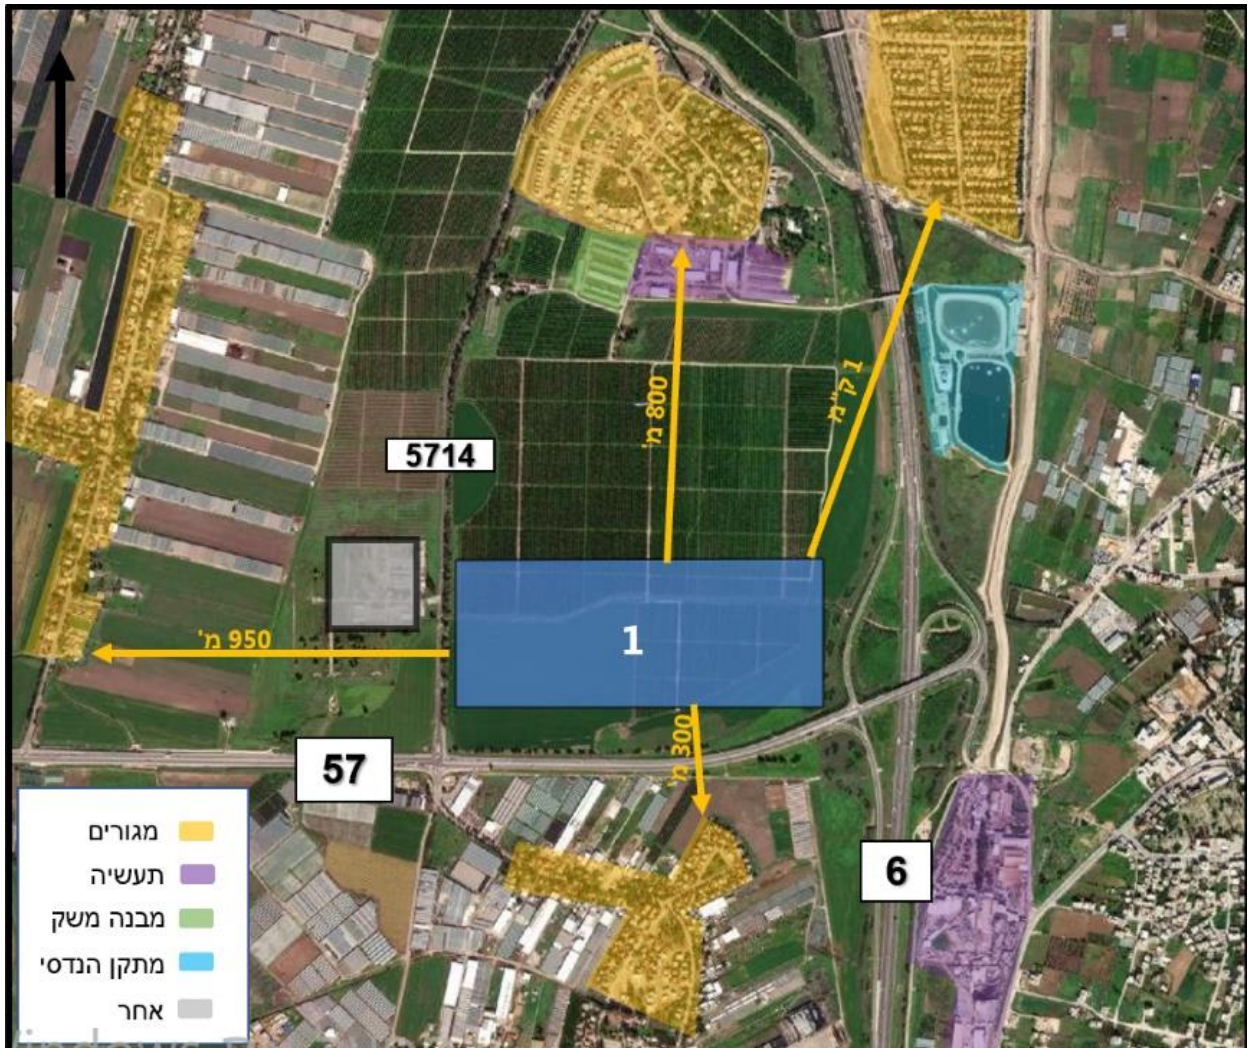 5714
800 מ'
1 ק"מ
950 מ'
1
300 מ'
57
6
מגורים
תעשיה
מבנה משק
מתקן הנדסי
אחר